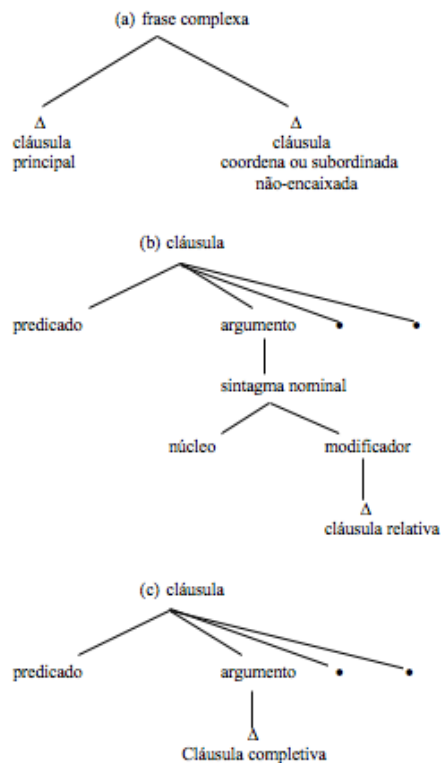 (a) frase complexa
Δ Δ
cláusula cláusula
principal coordena ou subordinada
não-encaixada
(b) cláusula
predicado argumento • •
sintagma nominal
núcleo modificador
Δ
cláusula relativa
(c) cláusula
predicado argumento • •
Δ
Cláusula completiva